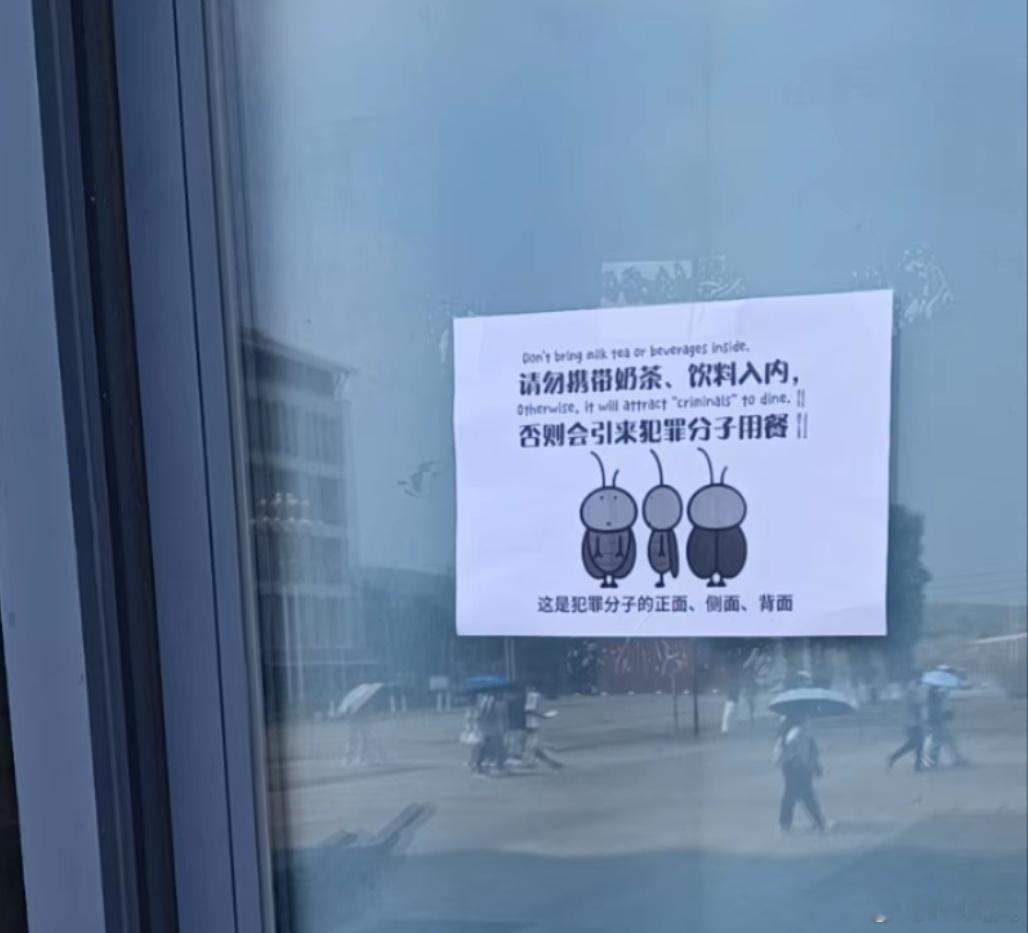 Don't bring milk tea or beverages inside.
请勿携带奶茶、饮料入内，
Otherwise, it will attract "criminals" to dine.
否则会引来犯罪分子用餐
这是犯罪分子的正面、侧面、背面